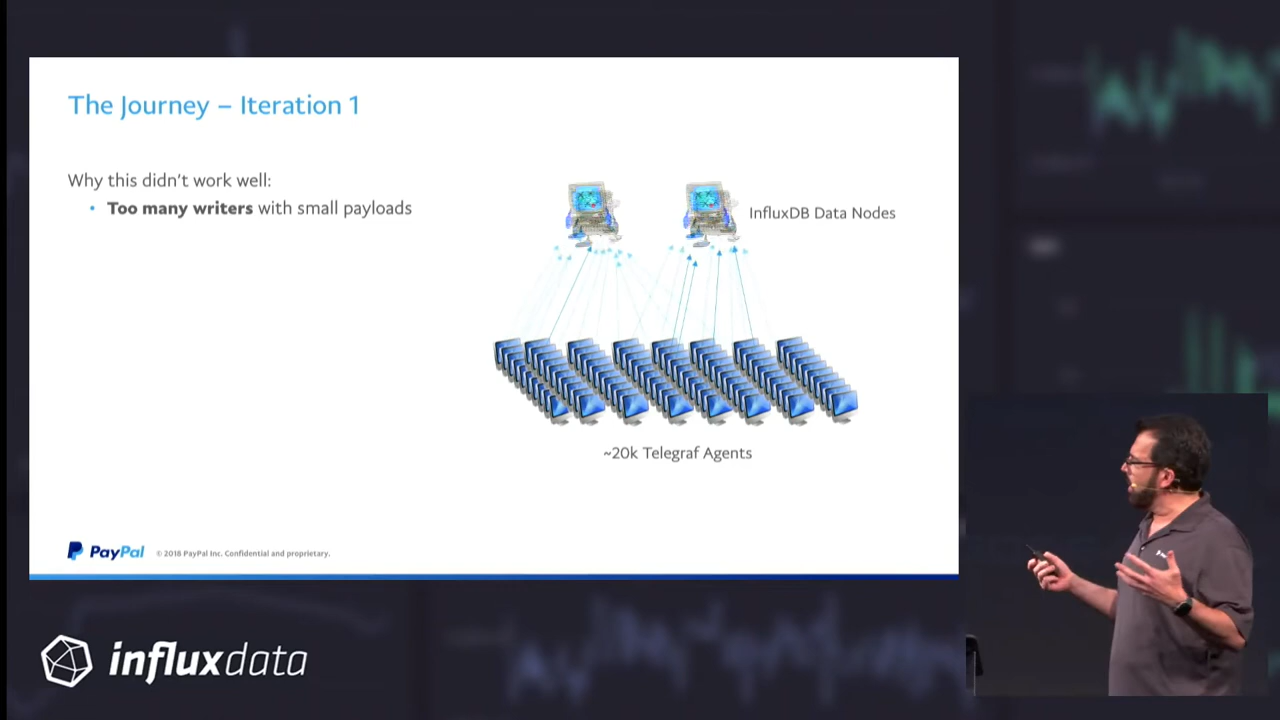 The Journey – Iteration 1
Why this didn't work well:
• Too many writers with small payloads
InfluxDB Data Nodes
~20k Telegraf Agents
PayPal
© 2018 PayPal Inc. Confidential and proprietary.
influxdata